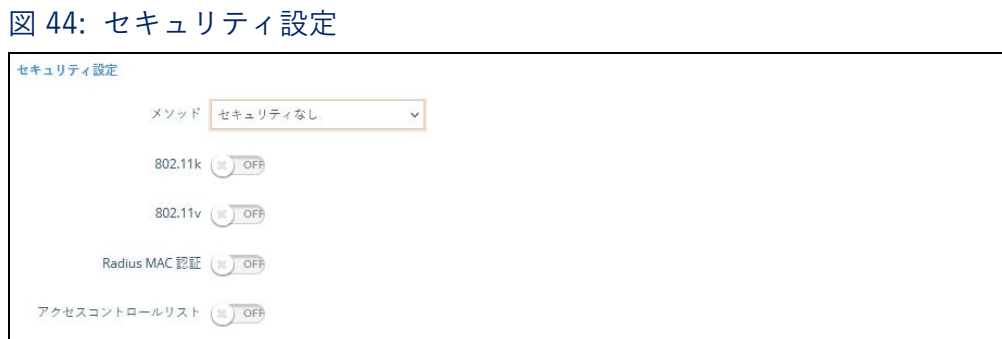 図 44: セキュリティ設定
セキュリティ設定
メソッド セキュリティなし
802.11k OFF
802.11v OFF
Radius MAC 認証 OFF
アクセスコントロールリスト OFF